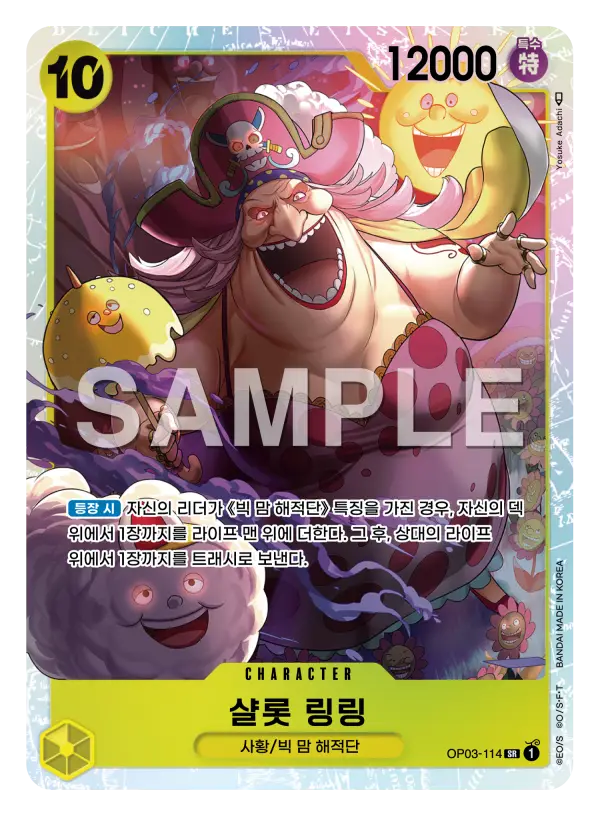 10
12000
특수
特
Yosuke Adachi
SAMPLE
등장 시 자신의 리더가 《빅 맘 해적단》 특징을 가진 경우, 자신의 덱
위에서 1장까지를 라이프 맨 위에 더한다. 그 후, 상대의 라이프
위에서 1장까지를 트래시로 보낸다.
©EO/S ©O/S·F·T BANDAI MADE IN KOREA
CHARACTER
샬롯 링링
사황/빅 맘 해적단
OP03-114 SR 1